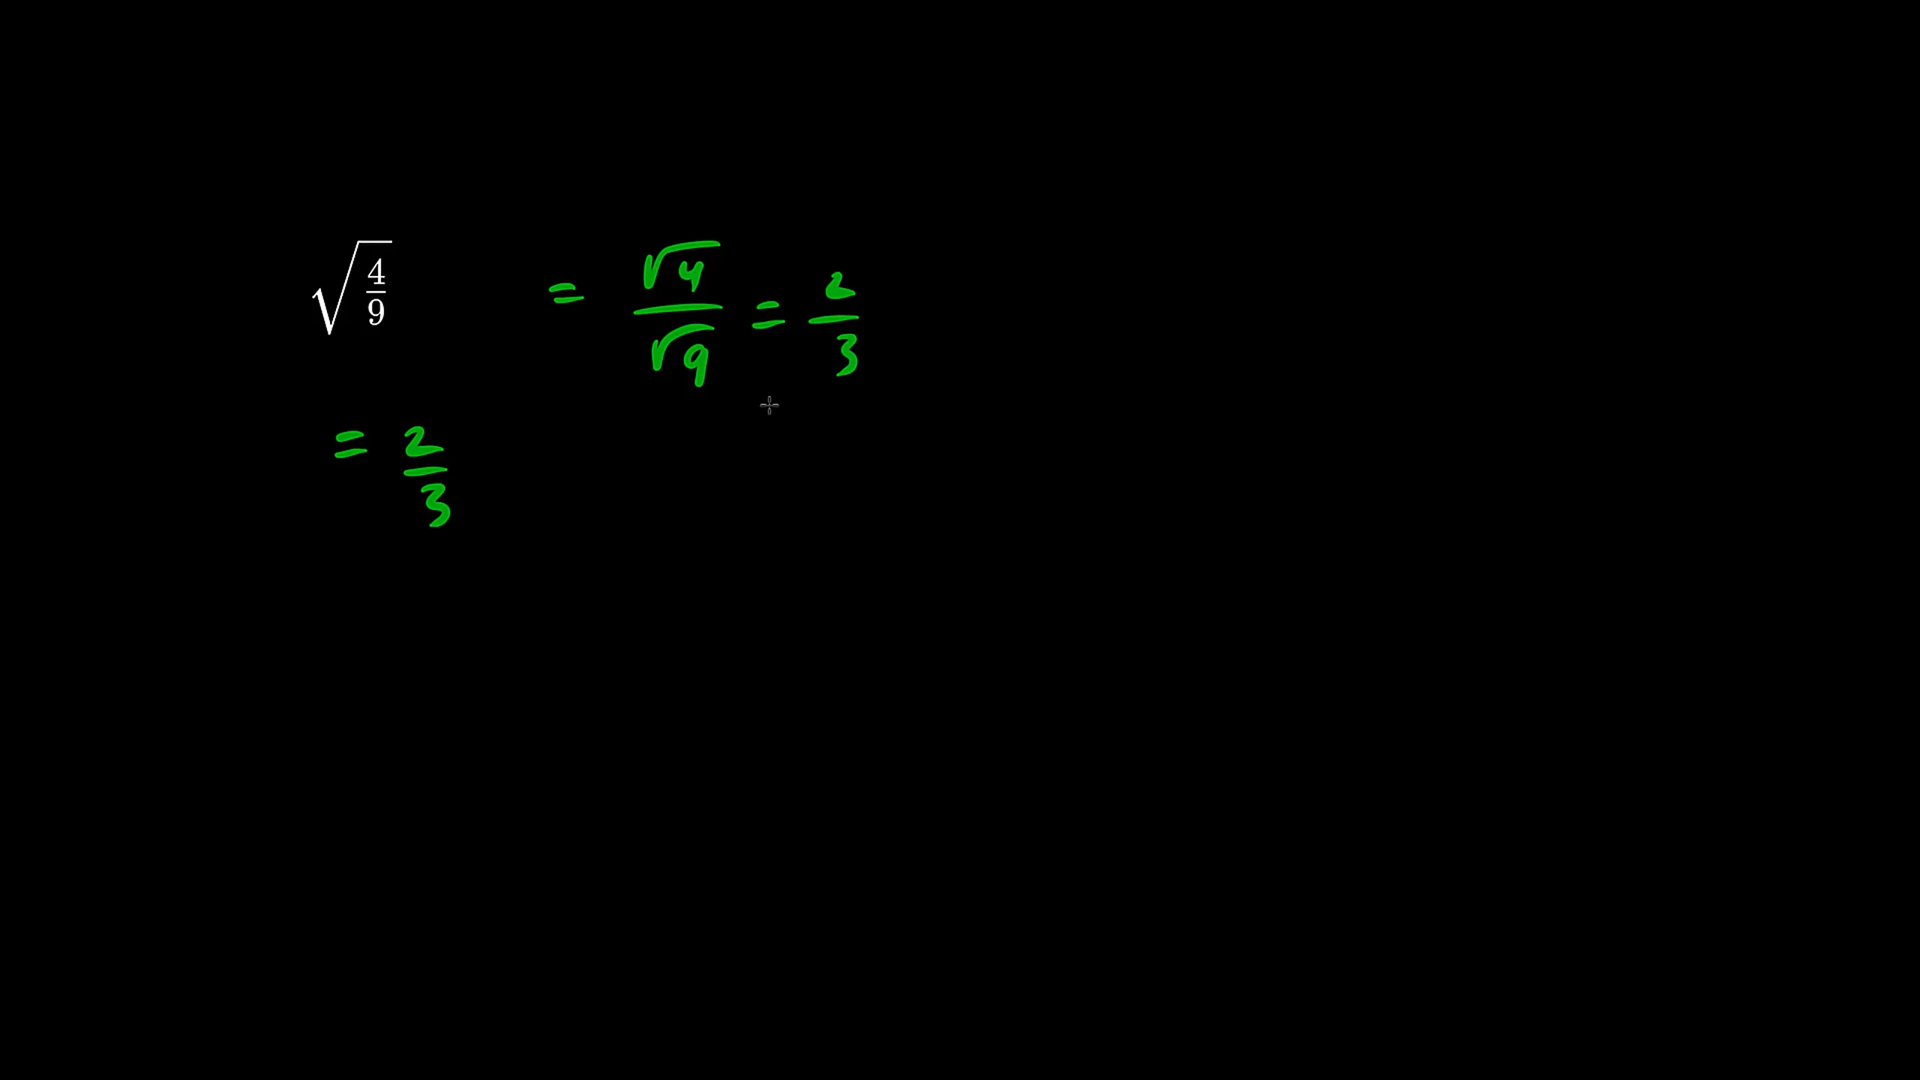 √(4/9) = √4/√9 = 2/3
= 2/3